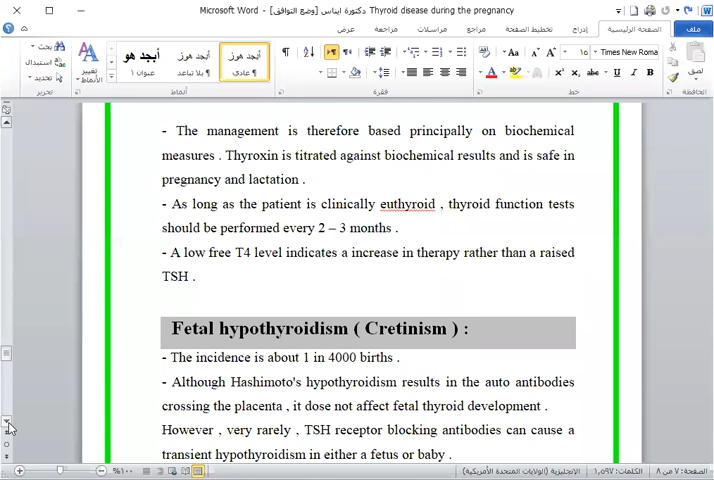 Microsoft Word - [وضع التوافق] دكتورة ايناس Thyroid disease during the pregnancy
ملف الصفحة الرئيسية إدراج تخطيط الصفحة مراجع مراسلات مراجعة عرض
لصق
Times New Roma ١٥
أبجد هوز أبجد هوز أبجد هو
¶ عادي ¶ بلا تباعد عنوان ١
تغيير الأنماط
بحث
استبدال
تحديد
الحافظة خط فقرة أنماط تحرير
- The management is therefore based principally on biochemical
measures . Thyroxin is titrated against biochemical results and is safe in
pregnancy and lactation .
- As long as the patient is clinically euthyroid , thyroid function tests
should be performed every 2 – 3 months .
- A low free T4 level indicates a increase in therapy rather than a raised
TSH .
Fetal hypothyroidism ( Cretinism ) :
- The incidence is about 1 in 4000 births .
- Although Hashimoto's hypothyroidism results in the auto antibodies
crossing the placenta , it dose not affect fetal thyroid development .
However , very rarely , TSH receptor blocking antibodies can cause a
transient hypothyroidism in either a fetus or baby .
الصفحة: ٧ من ٨ الكلمات: ١,٥٩٧ الإنجليزية (الولايات المتحدة الأمريكية) ١٠٠%